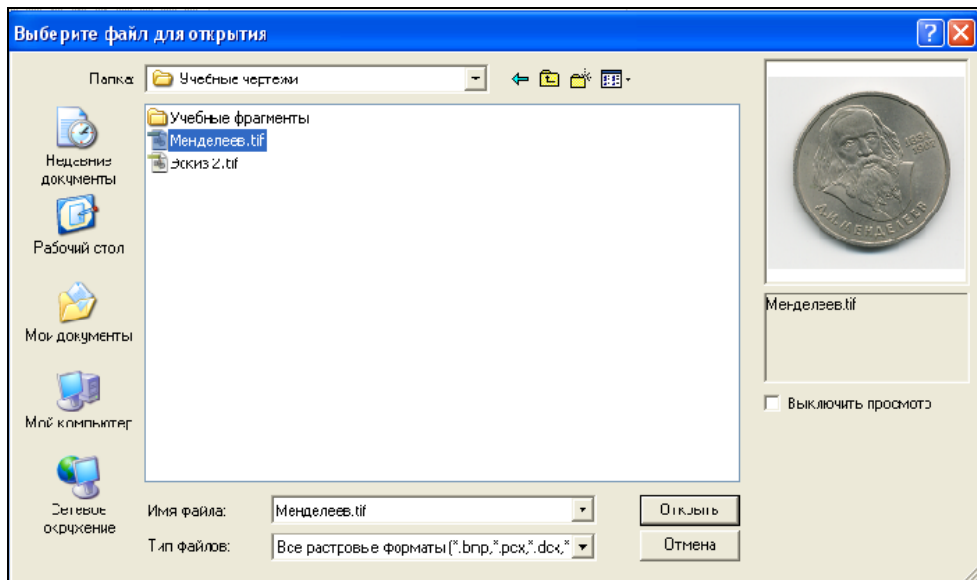 Выберите файл для открытия
Папка: Учебные чертежи
Учебные фрагменты
Менделеев.tif
Эскиз 2.tif
Недавние
документы
Рабочий стол
Мои документы
Мой компьютер
Сетевое
окружение
Имя файла: Менделеев.tif
Открыть
Тип файлов: Все растровые форматы (*.bmp,*.pcx,*.dcx,*
Отмена
Д.И.МЕНДЕЛЕЕВ
Менделеев.tif
Выключить просмотр